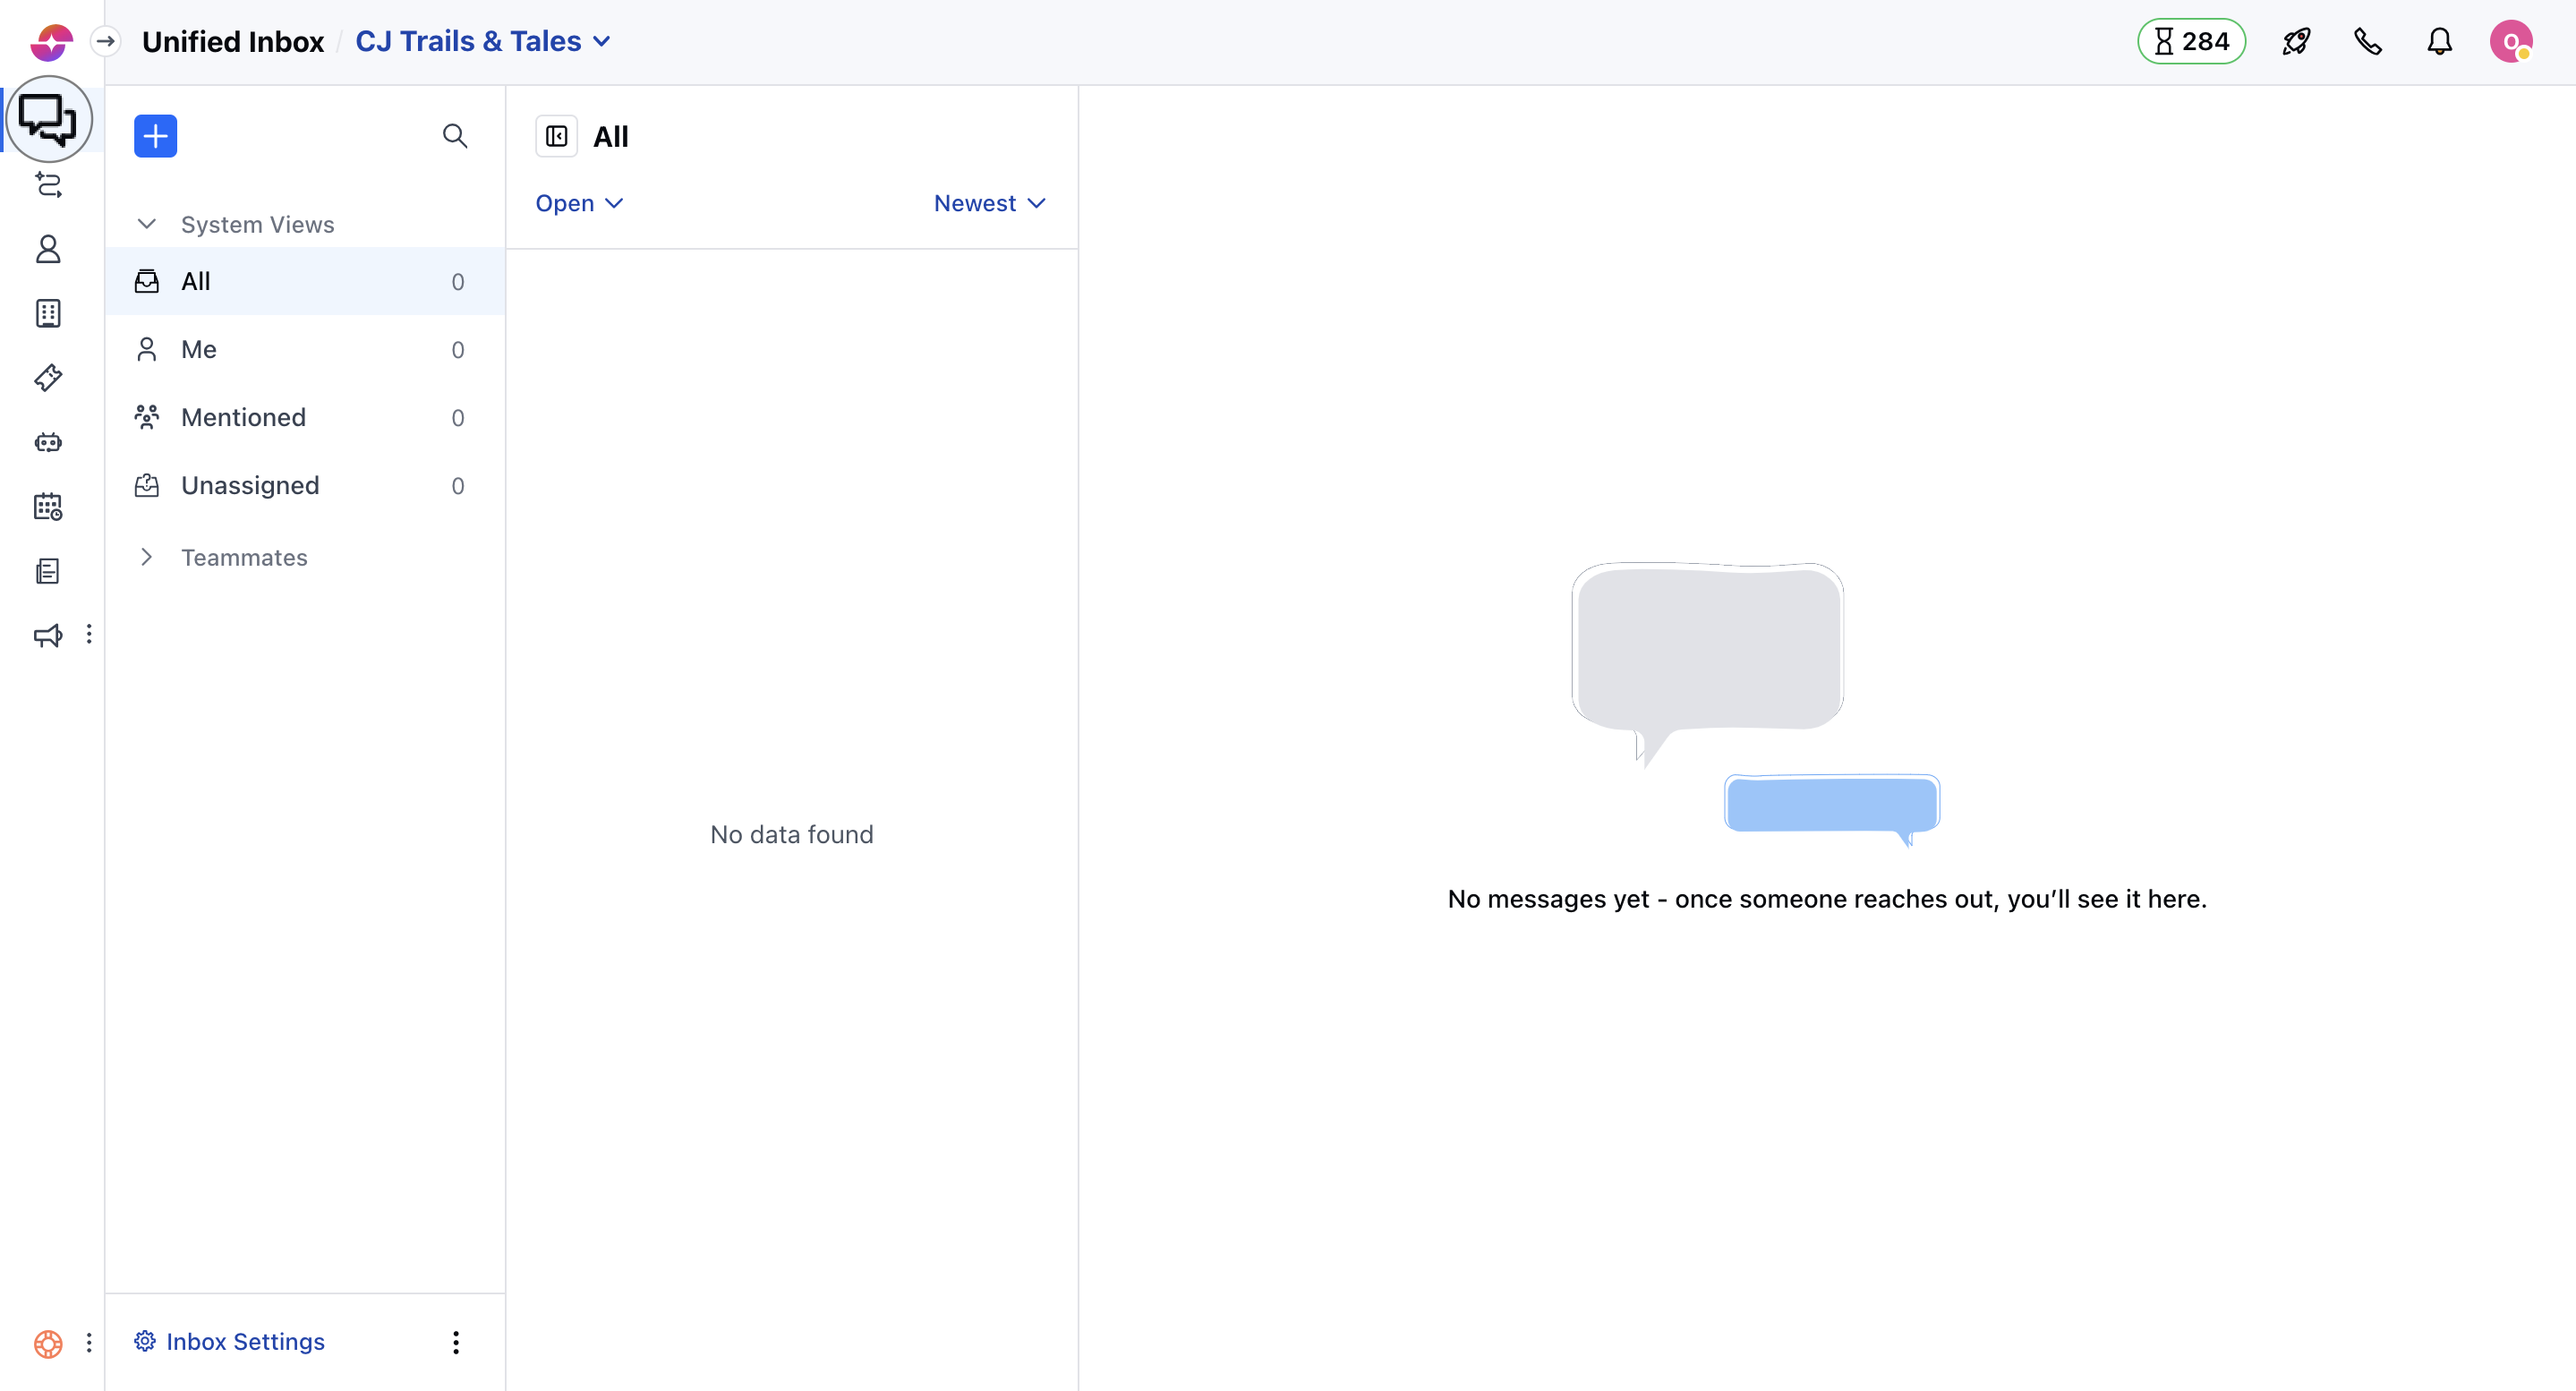 Unified Inbox / CJ Trails & Tales
284
O
All
Open
Newest
System Views
All 0
Me 0
Mentioned 0
Unassigned 0
Teammates
No data found
No messages yet - once someone reaches out, you’ll see it here.
Inbox Settings